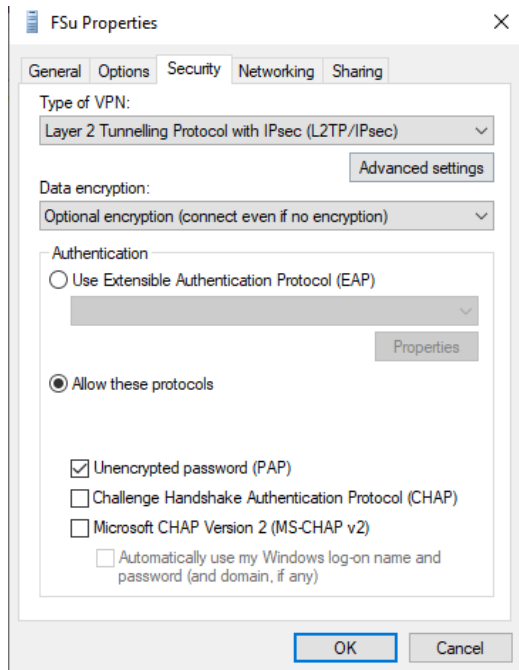 FSu Properties
General Options Security Networking Sharing
Type of VPN:
Layer 2 Tunnelling Protocol with IPsec (L2TP/IPsec)
Advanced settings
Data encryption:
Optional encryption (connect even if no encryption)
Authentication
Use Extensible Authentication Protocol (EAP)
Properties
Allow these protocols
Unencrypted password (PAP)
Challenge Handshake Authentication Protocol (CHAP)
Microsoft CHAP Version 2 (MS-CHAP v2)
Automatically use my Windows log-on name and
password (and domain, if any)
OK Cancel